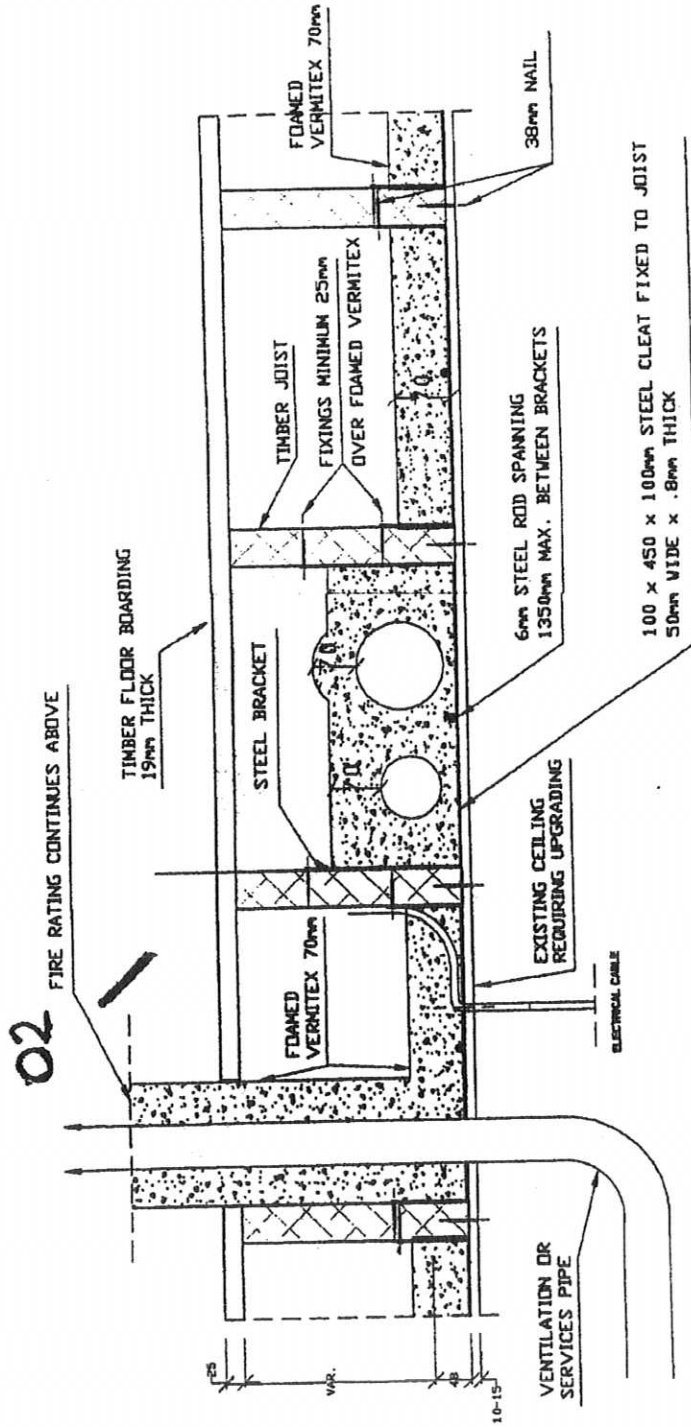 02
FIRE RATING CONTINUES ABOVE
TIMBER FLOOR BOARDING
19mm THICK
STEEL BRACKET
TIMBER JOIST
FIXINGS MINIMUM 25mm
OVER FOAMED VERMITEX
FOAMED
VERMITEX 70mm
FOAMED
VERMITEX 70mm
70
70
70
25
VAR.
48
10-15
VENTILATION OR
SERVICES PIPE
ELECTRICAL CABLE
EXISTING CEILING
REQUIRING UPGRADING
6mm STEEL ROD SPANNING
1350mm MAX. BETWEEN BRACKETS
100 x 450 x 100mm STEEL CLEAT FIXED TO JOIST
50mm WIDE x .8mm THICK
38mm NAIL